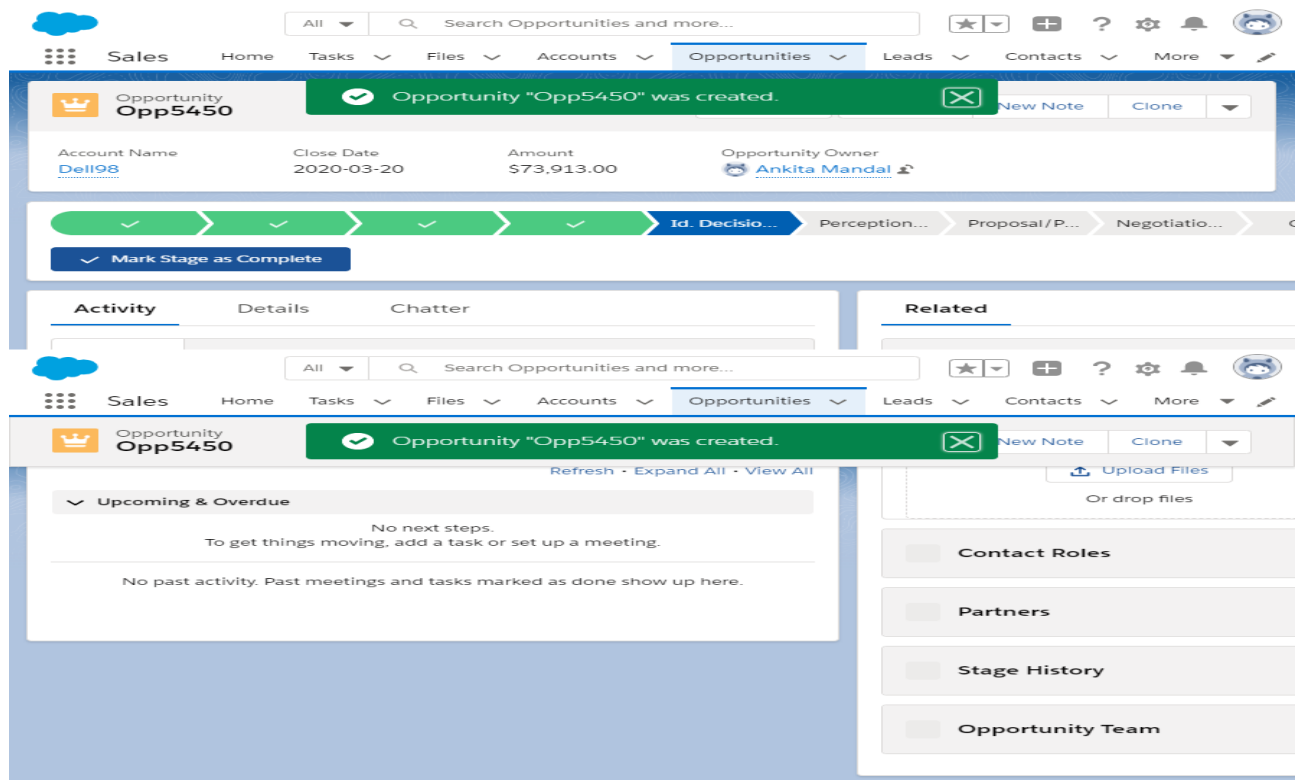 All Search Opportunities and more...
Sales Home Tasks Files Accounts Opportunities Leads Contacts More
Opportunity
Opp5450
Opportunity "Opp5450" was created.
New Note Clone
Account Name Close Date Amount Opportunity Owner
Dell98 2020-03-20 $73,913.00 Ankita Mandal
Id. Decisio... Perception... Proposal/P... Negotiatio...
Mark Stage as Complete
Activity Details Chatter
Related
All Search Opportunities and more...
Sales Home Tasks Files Accounts Opportunities Leads Contacts More
Opportunity
Opp5450
Opportunity "Opp5450" was created.
New Note Clone
Refresh • Expand All • View All
Upload Files
Or drop files
Upcoming & Overdue
No next steps.
To get things moving, add a task or set up a meeting.
No past activity. Past meetings and tasks marked as done show up here.
Contact Roles
Partners
Stage History
Opportunity Team